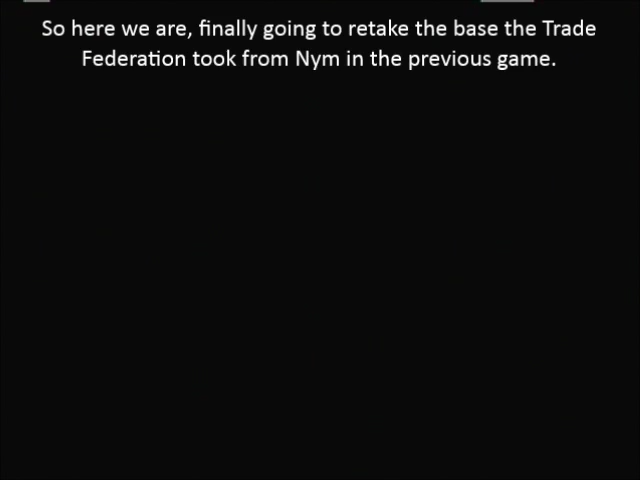 So here we are, finally going to retake the base the Trade
Federation took from Nym in the previous game.